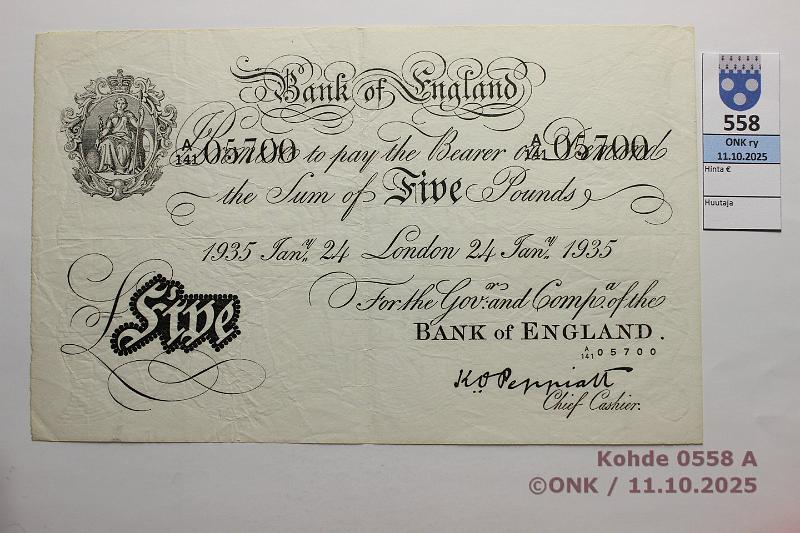 Bank of England
A/141 05700 A/141 05700
I Promise to pay the Bearer on Demand
the Sum of Five Pounds
1935 Jany. 24 London 24 Jany. 1935
For the Govr. and Compa. of the
BANK of ENGLAND.
A/141 05700
Five
K.O. Peppiatt
Chief Cashier.
558
ONK ry
11.10.2025
Hinta €
Huutaja
Kohde 0558 A
©ONK / 11.10.2025